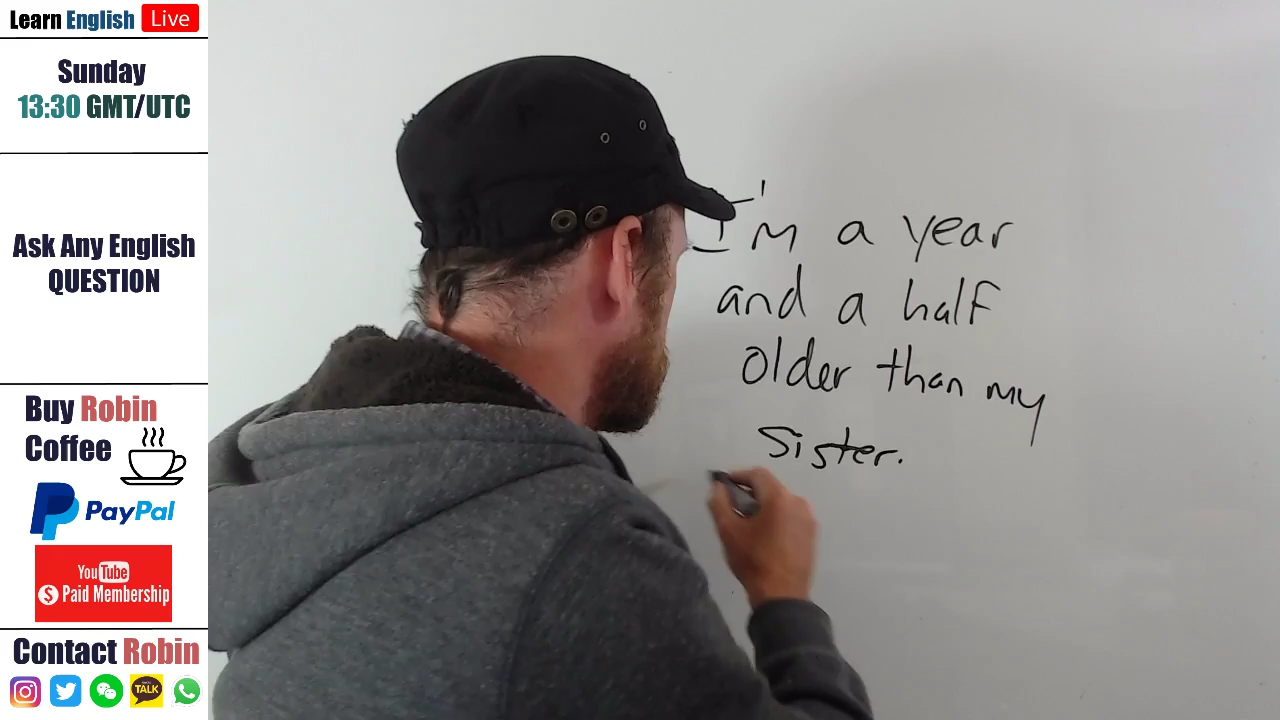 Learn English Live
Sunday
13:30 GMT/UTC
Ask Any English
QUESTION
Buy Robin
Coffee
PayPal
YouTube
$ Paid Membership
Contact Robin
TALK
I'm a year
and a half
older than my
Sister.